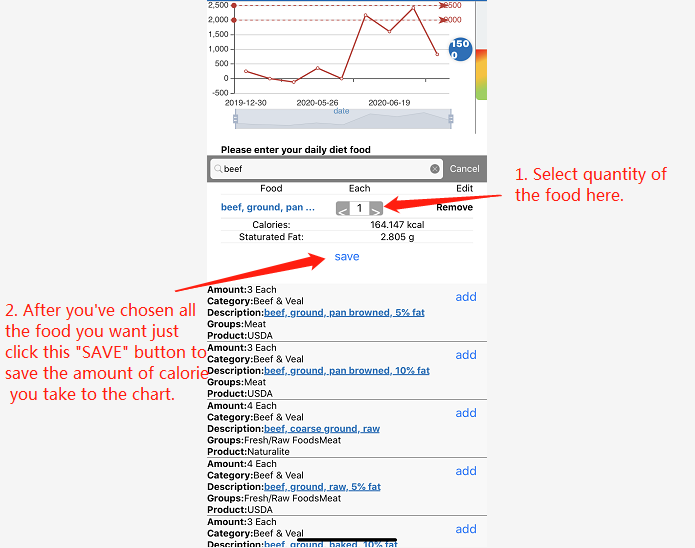 2,500
2500
2,000
2000
1,500
150
0
1,000
500
0
-500
2019-12-30 2020-05-26 2020-06-19
date
Please enter your daily diet food
beef
Cancel
Food Each Edit
beef, ground, pan ... < 1 > Remove
Calories: 164.147 kcal
Staturated Fat: 2.805 g
save
1. Select quantity of
the food here.
2. After you've chosen all
the food you want just
click this "SAVE" button to
save the amount of calorie
you take to the chart.
Amount:3 Each
add
Category:Beef & Veal
Description:beef, ground, pan browned, 5% fat
Groups:Meat
Product:USDA
Amount:3 Each
add
Category:Beef & Veal
Description:beef, ground, pan browned, 10% fat
Groups:Meat
Product:USDA
Amount:4 Each
add
Category:Beef & Veal
Description:beef, coarse ground, raw
Groups:Fresh/Raw FoodsMeat
Product:Naturalite
Amount:4 Each
add
Category:Beef & Veal
Description:beef, ground, raw, 5% fat
Groups:Fresh/Raw FoodsMeat
Product:USDA
Amount:3 Each
add
Category:Beef & Veal
Description:beef, ground, baked, 10% fat